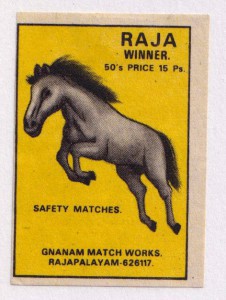 RAJA
WINNER.
50's PRICE 15 Ps.
SAFETY MATCHES.
GNANAM MATCH WORKS.
RAJAPALAYAM-626117.